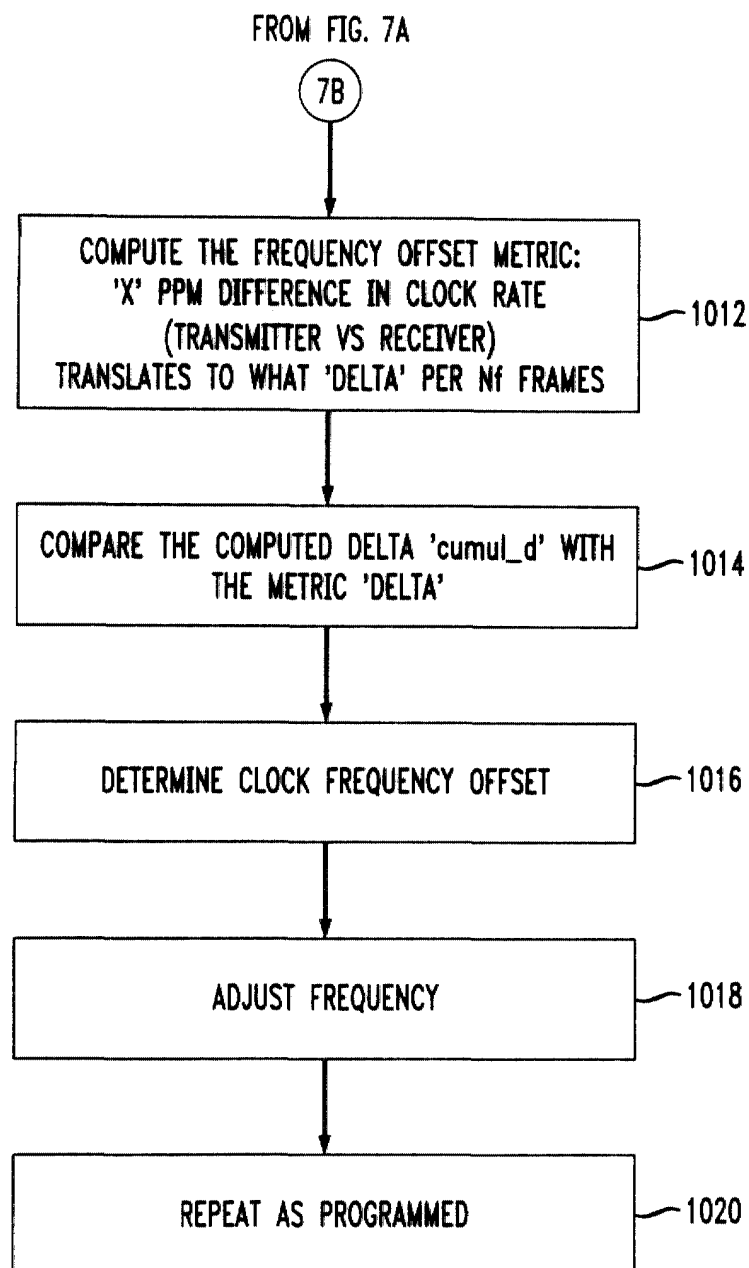 FROM FIG. 7A
7B
COMPUTE THE FREQUENCY OFFSET METRIC:
'X' PPM DIFFERENCE IN CLOCK RATE
(TRANSMITTER VS RECEIVER)
TRANSLATES TO WHAT 'DELTA' PER Nf FRAMES
1012
COMPARE THE COMPUTED DELTA 'cumul_d' WITH
THE METRIC 'DELTA'
1014
DETERMINE CLOCK FREQUENCY OFFSET
1016
ADJUST FREQUENCY
1018
REPEAT AS PROGRAMMED
1020